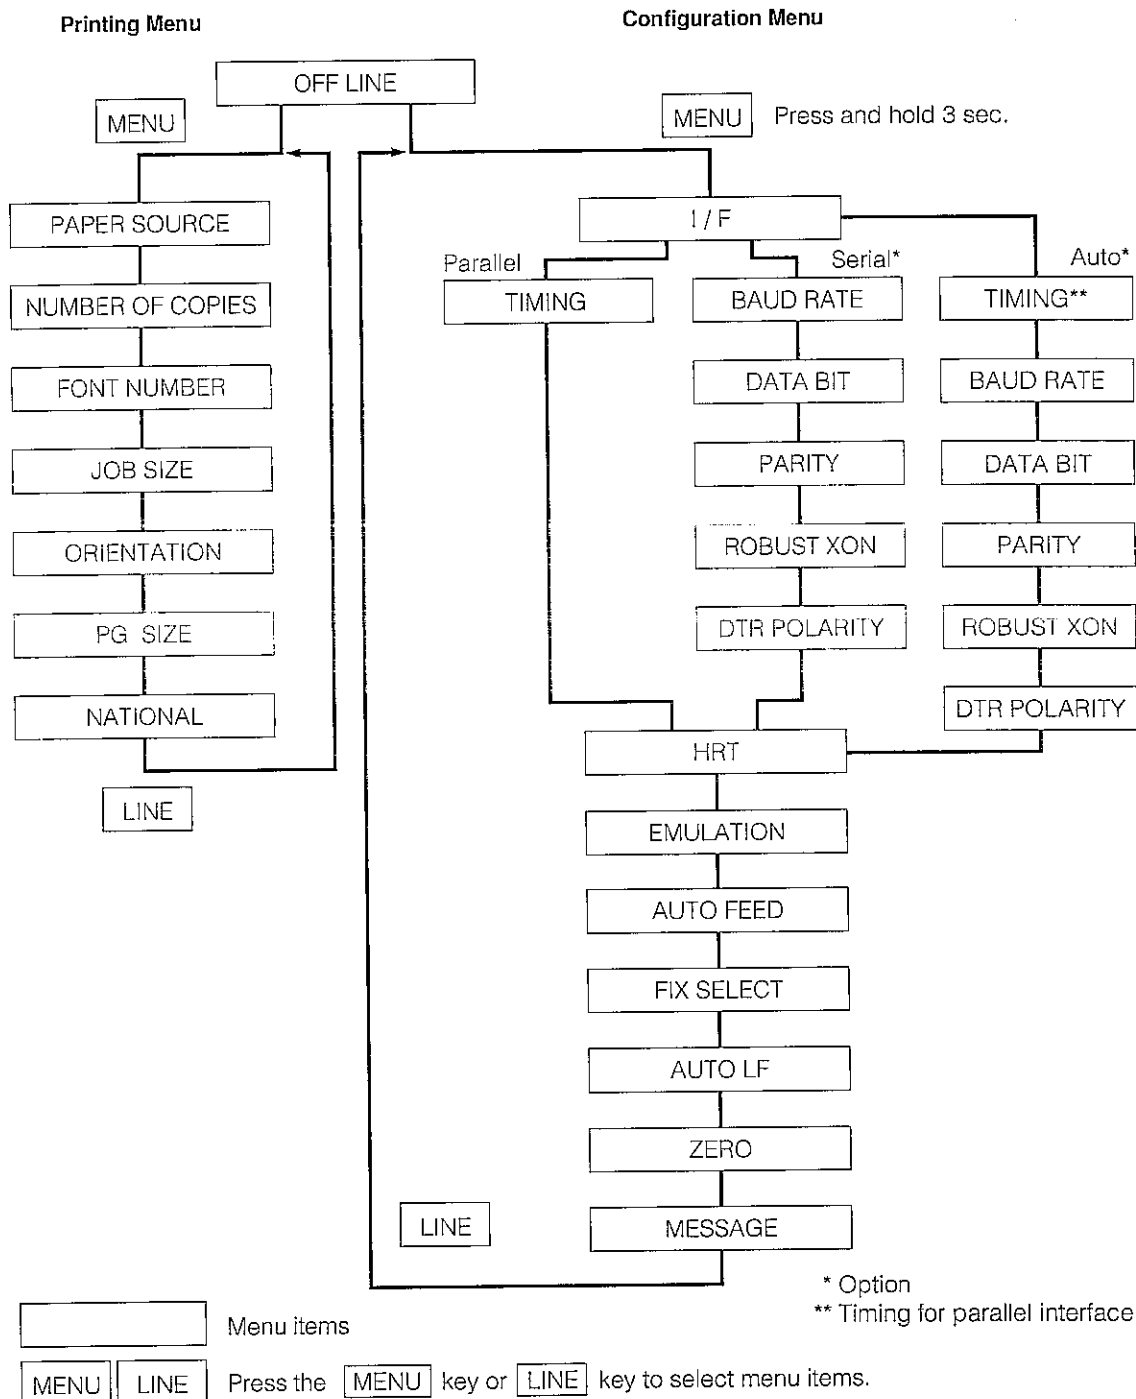 Printing Menu
Configuration Menu
OFF LINE
MENU
MENU Press and hold 3 sec.
PAPER SOURCE
NUMBER OF COPIES
FONT NUMBER
JOB SIZE
ORIENTATION
PG SIZE
NATIONAL
LINE
I / F
Parallel
Serial*
Auto*
TIMING
BAUD RATE
TIMING**
DATA BIT
BAUD RATE
PARITY
DATA BIT
ROBUST XON
PARITY
DTR POLARITY
ROBUST XON
DTR POLARITY
HRT
EMULATION
AUTO FEED
FIX SELECT
AUTO LF
ZERO
LINE
MESSAGE
* Option
** Timing for parallel interface
Menu items
MENU LINE Press the MENU key or LINE key to select menu items.